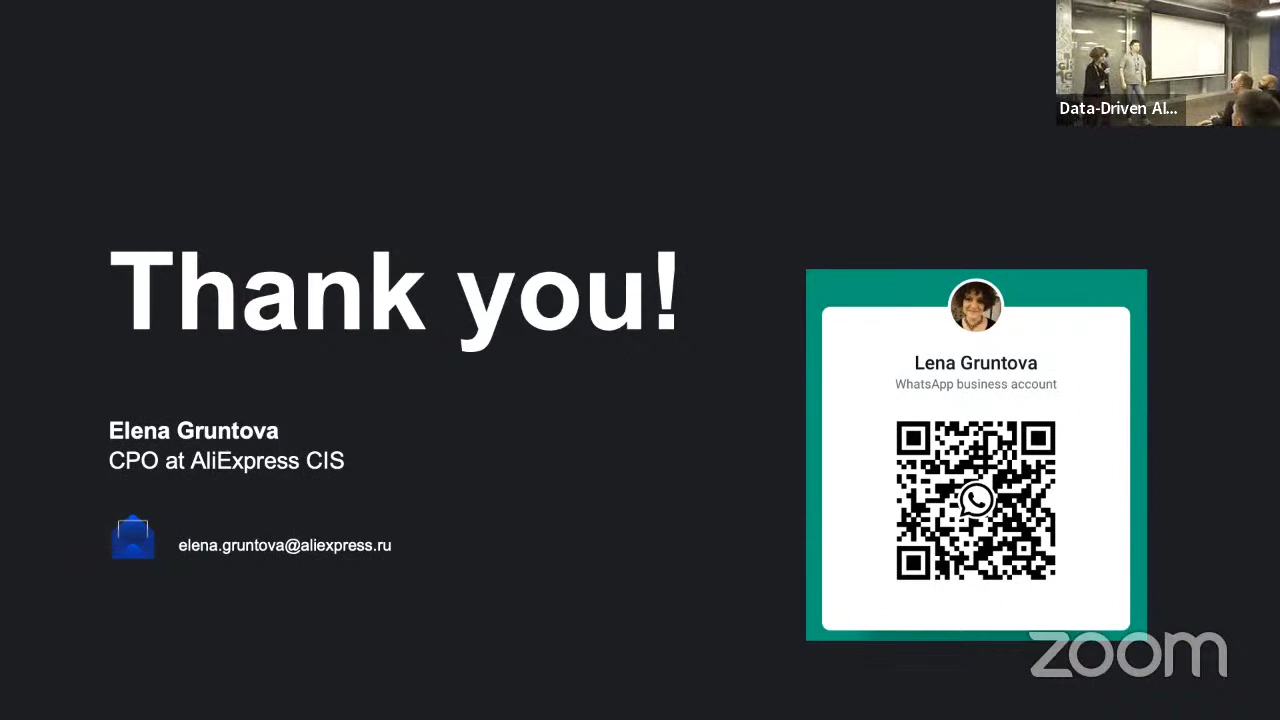 Data-Driven AI...
Thank you!
Lena Gruntova
WhatsApp business account
Elena Gruntova
CPO at AliExpress CIS
elena.gruntova@aliexpress.ru
zoom